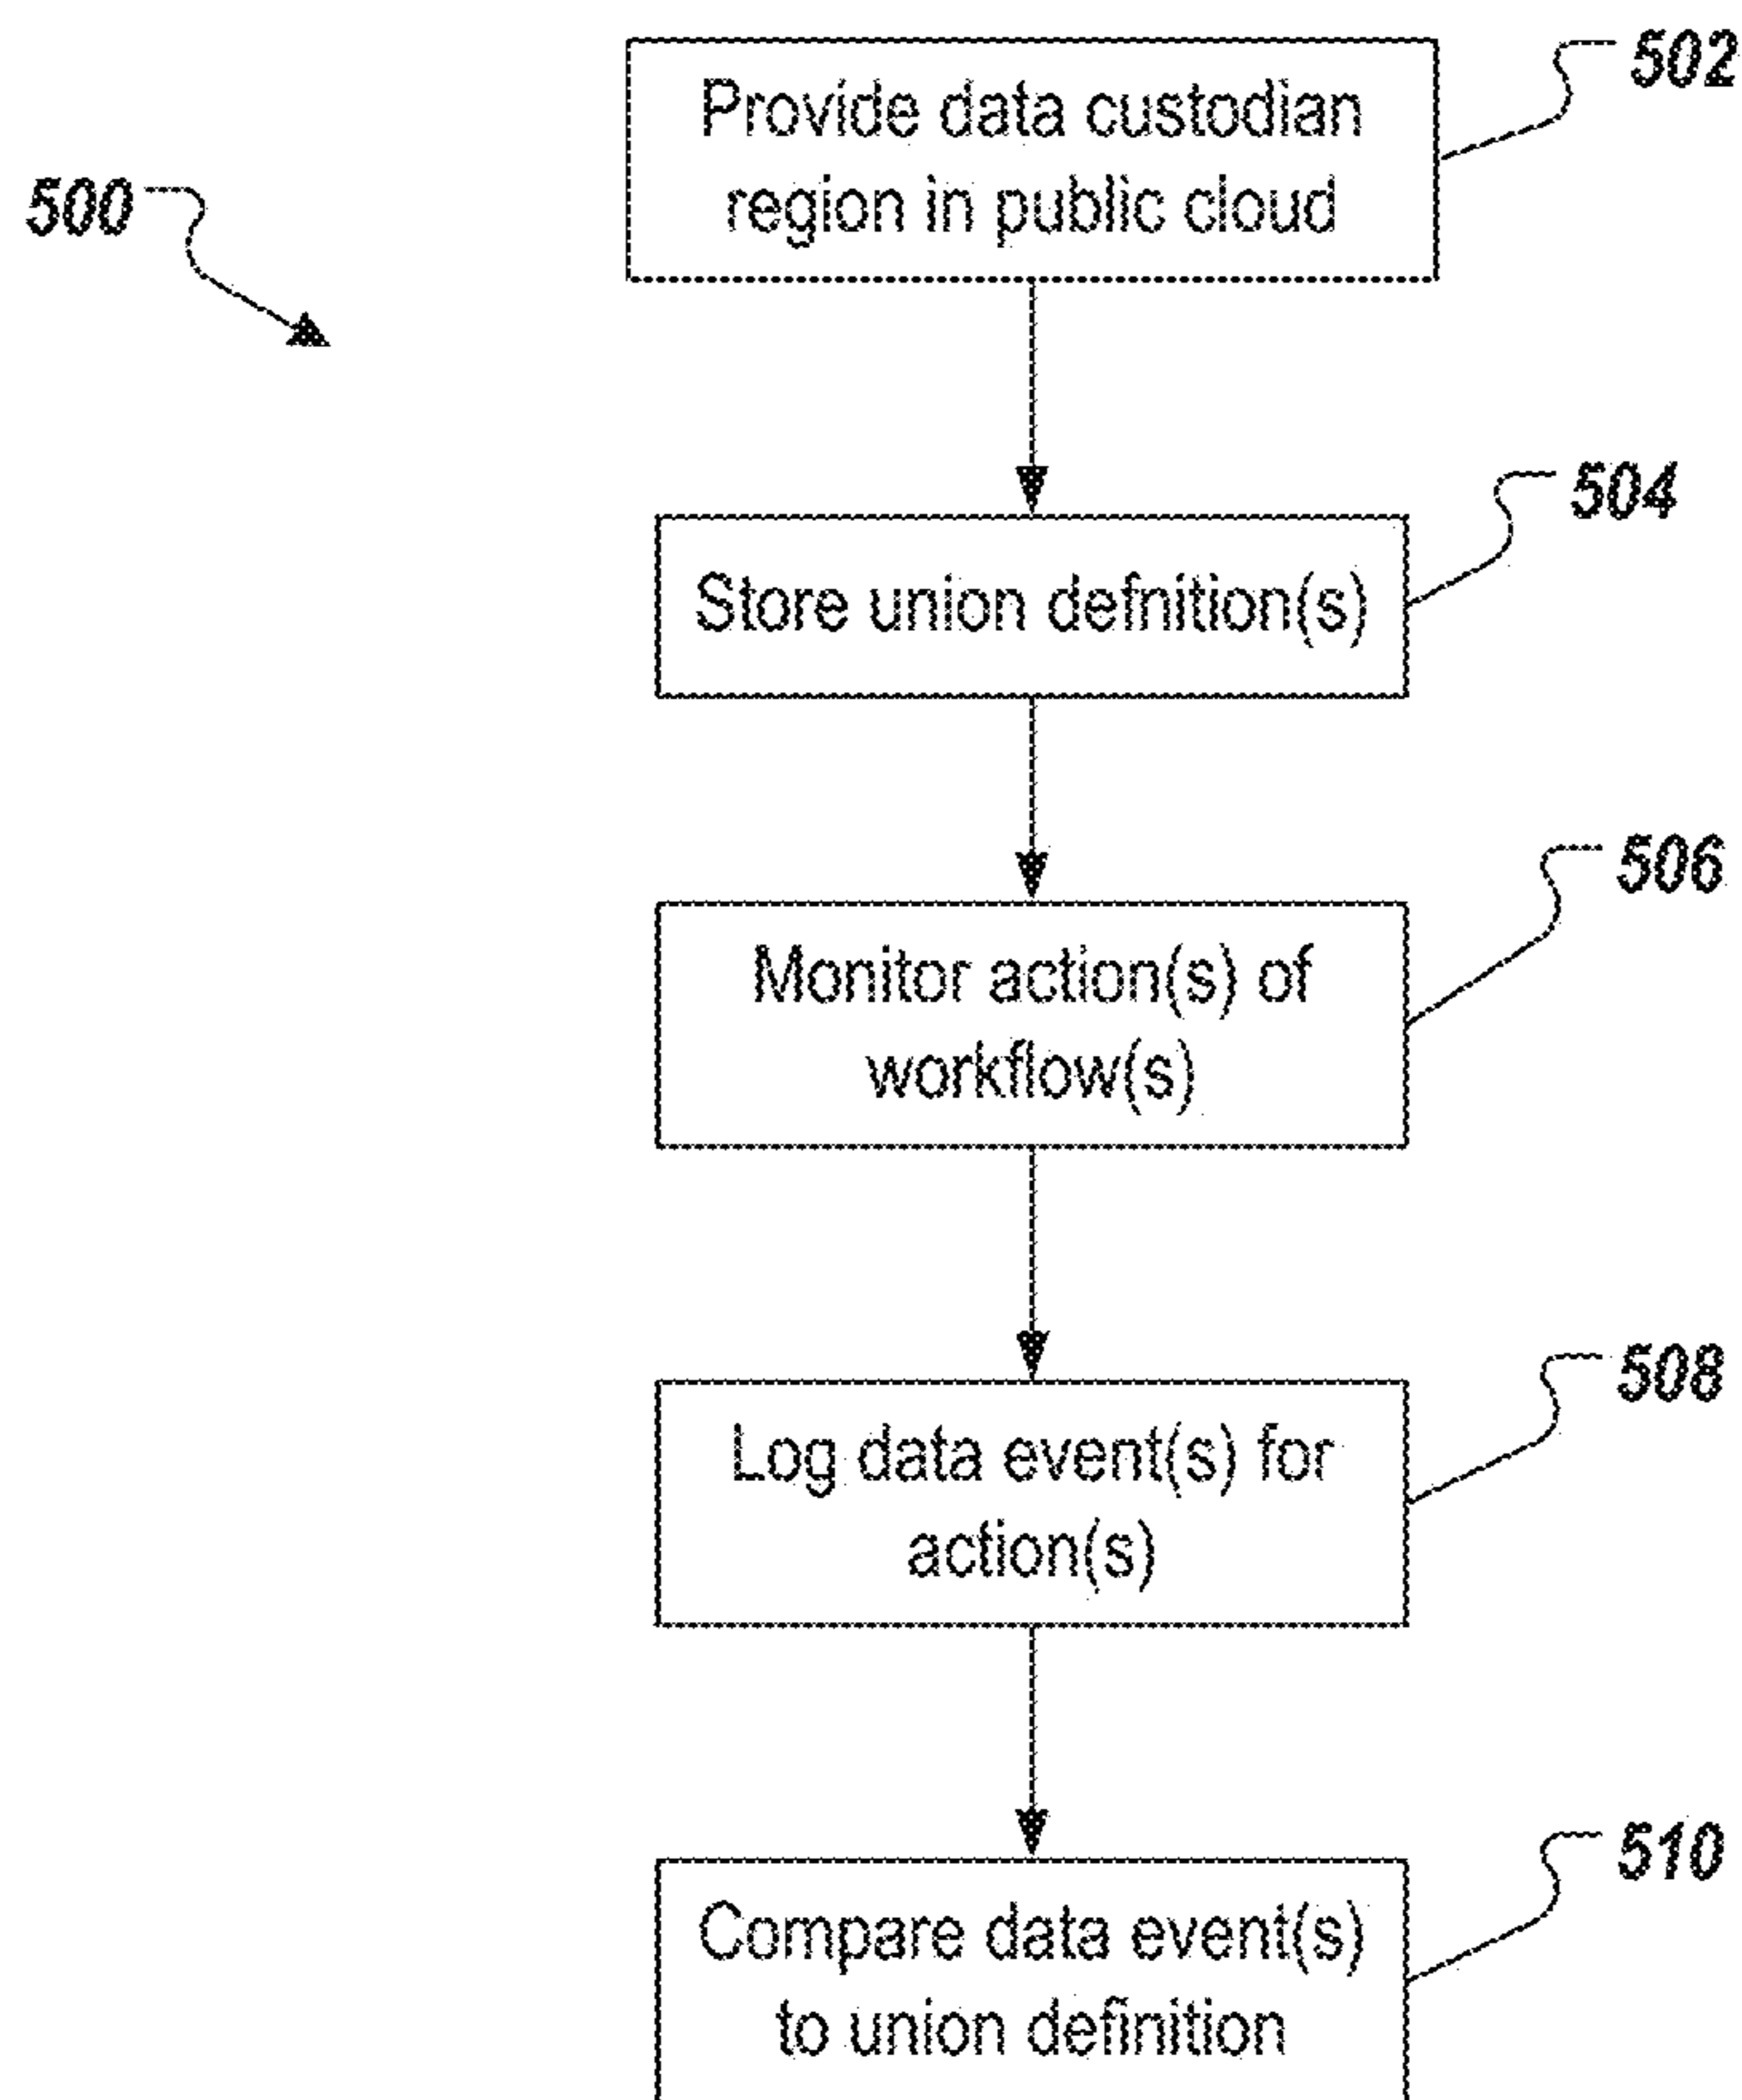 502
Provide data custodian
region in public cloud
500
504
Store union defnition(s)
506
Monitor action(s) of
workflow(s)
508
Log data event(s) for
action(s)
510
Compare data event(s)
to union definition